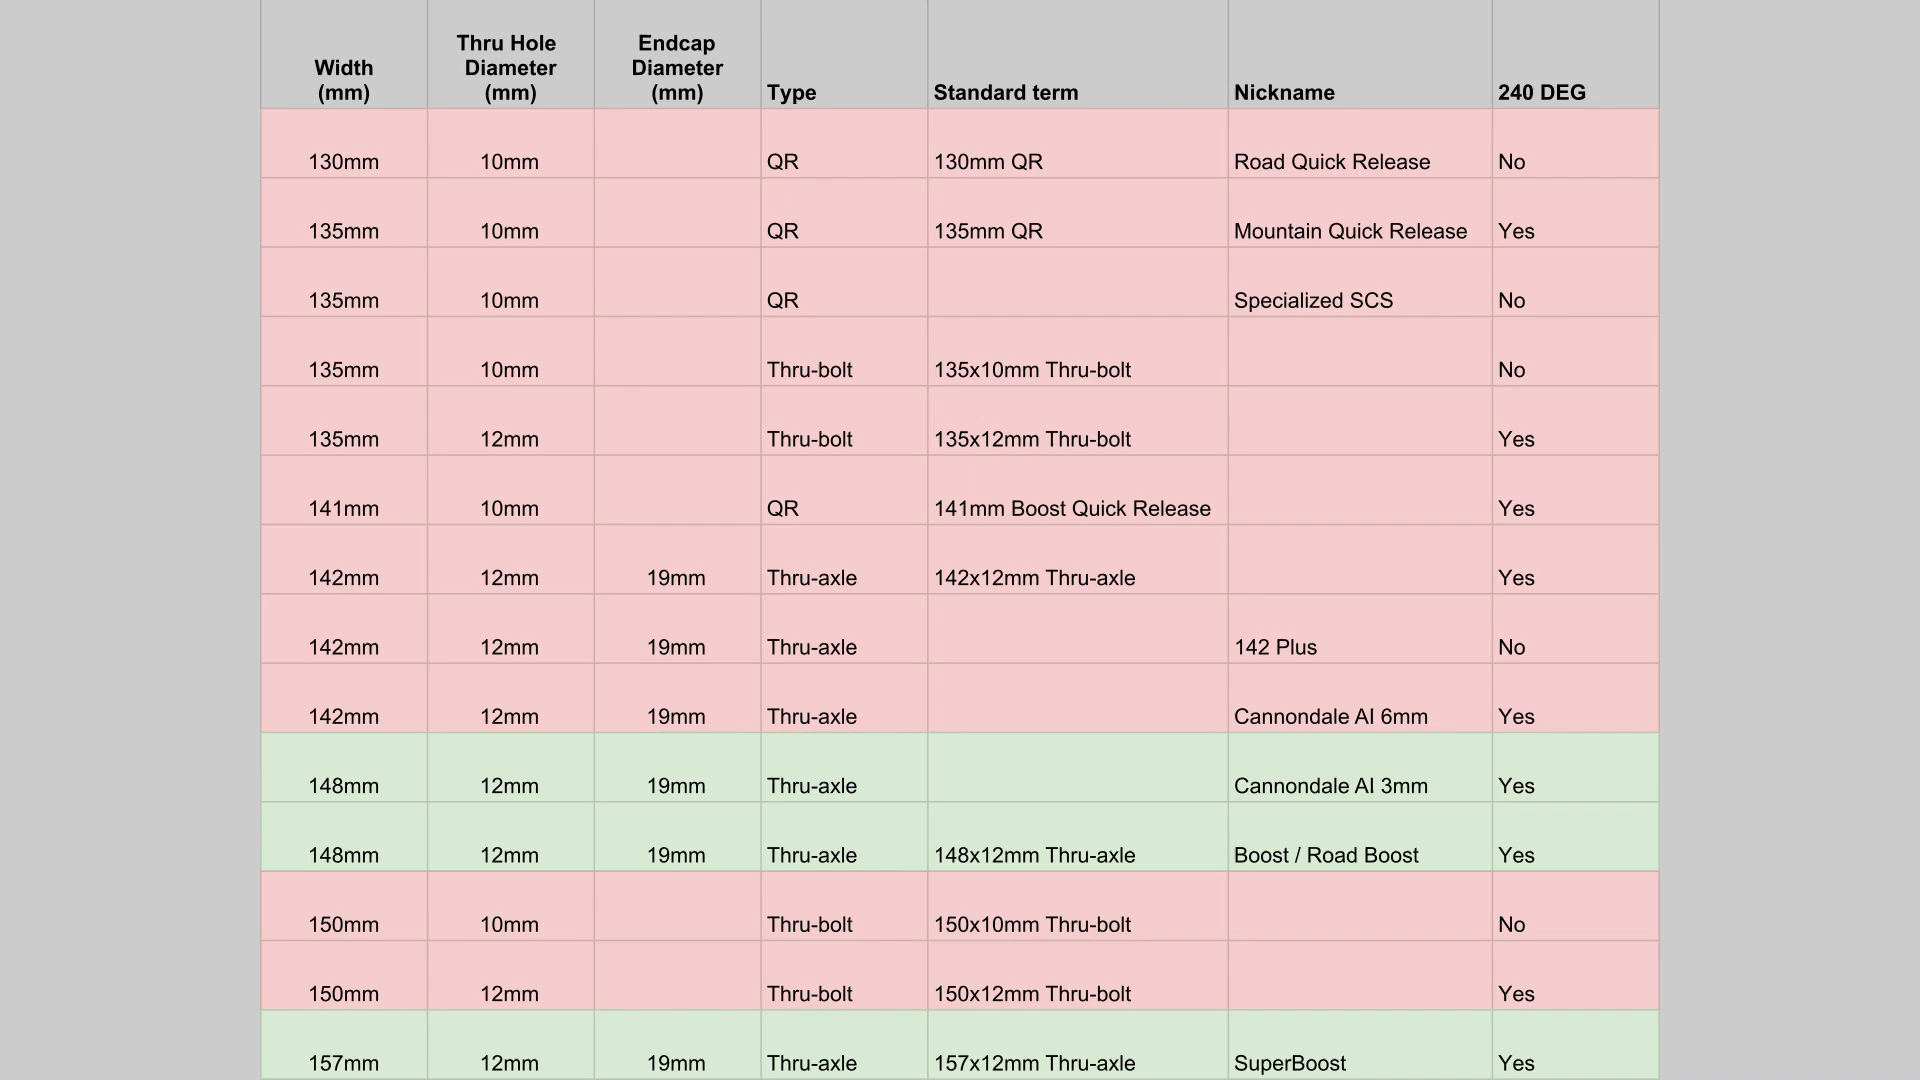 Width (mm) Thru Hole Diameter (mm) Endcap Diameter (mm) Type Standard term Nickname 240 DEG
130mm 10mm QR 130mm QR Road Quick Release No
135mm 10mm QR 135mm QR Mountain Quick Release Yes
135mm 10mm QR Specialized SCS No
135mm 10mm Thru-bolt 135x10mm Thru-bolt No
135mm 12mm Thru-bolt 135x12mm Thru-bolt Yes
141mm 10mm QR 141mm Boost Quick Release Yes
142mm 12mm 19mm Thru-axle 142x12mm Thru-axle Yes
142mm 12mm 19mm Thru-axle 142 Plus No
142mm 12mm 19mm Thru-axle Cannondale AI 6mm Yes
148mm 12mm 19mm Thru-axle Cannondale AI 3mm Yes
148mm 12mm 19mm Thru-axle 148x12mm Thru-axle Boost / Road Boost Yes
150mm 10mm Thru-bolt 150x10mm Thru-bolt No
150mm 12mm Thru-bolt 150x12mm Thru-bolt Yes
157mm 12mm 19mm Thru-axle 157x12mm Thru-axle SuperBoost Yes